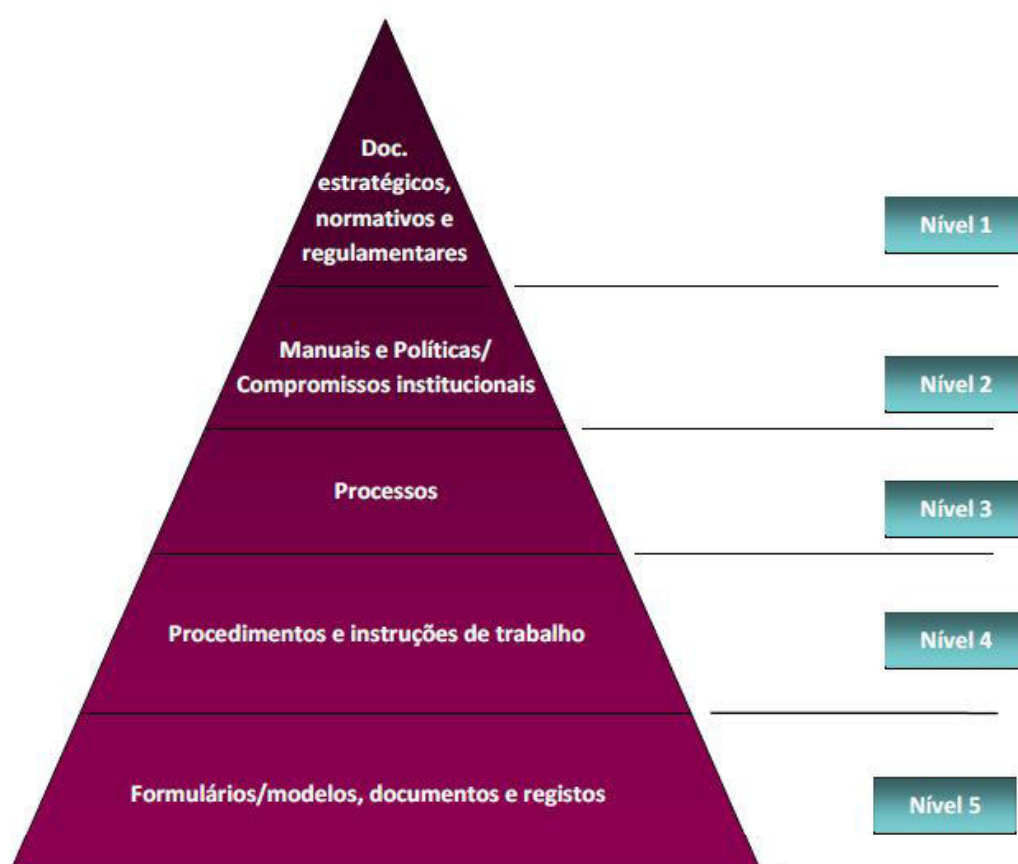 Doc.
estratégicos,
normativos e
regulamentares
Nível 1
Manuais e Políticas/
Compromissos institucionais
Nível 2
Processos
Nível 3
Procedimentos e instruções de trabalho
Nível 4
Formulários/modelos, documentos e registos
Nível 5